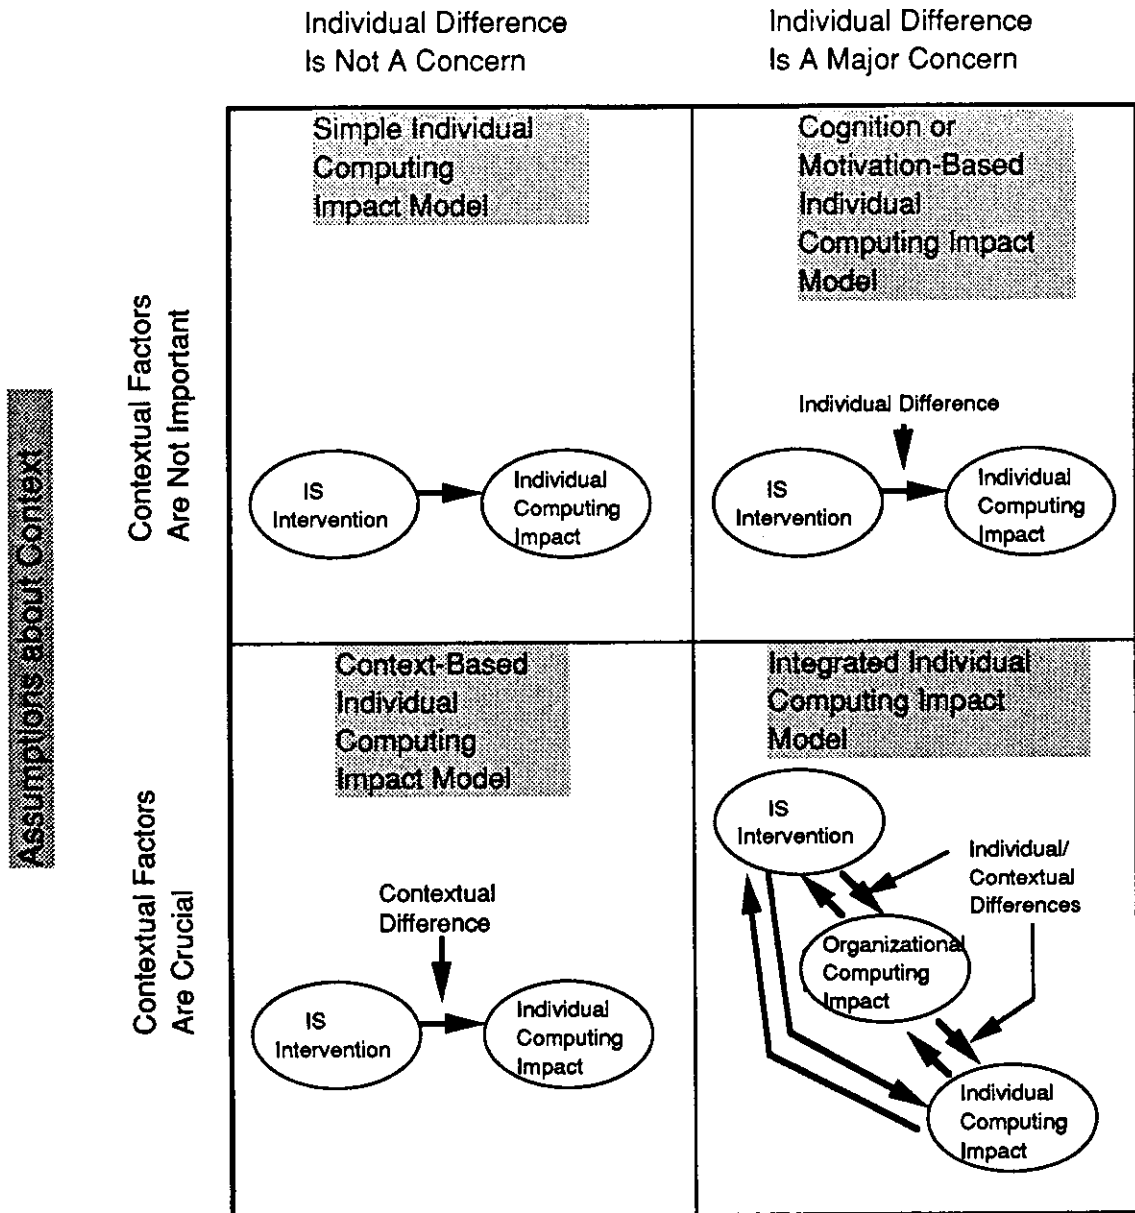 Individual Difference
Is Not A Concern
Individual Difference
Is A Major Concern
Assumptions about Context
Contextual Factors
Are Not Important
Simple Individual
Computing
Impact Model
IS
Intervention
Individual
Computing
Impact
Cognition or
Motivation-Based
Individual
Computing Impact
Model
Individual Difference
IS
Intervention
Individual
Computing
Impact
Contextual Factors
Are Crucial
Context-Based
Individual
Computing
Impact Model
Contextual
Difference
IS
Intervention
Individual
Computing
Impact
Integrated Individual
Computing Impact
Model
IS
Intervention
Individual/
Contextual
Differences
Organizational
Computing
Impact
Individual
Computing
Impact